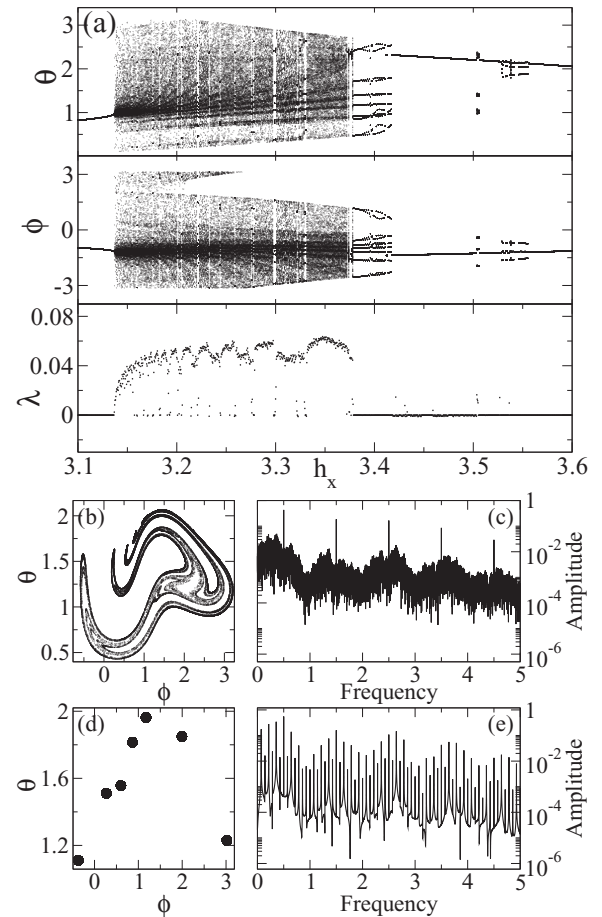 (a)
θ
3
2
1
φ
3
0
-3
λ
0.08
0.04
0
3.1 3.2 3.3 3.4 3.5 3.6
h_x
(b)
θ
2
1.5
1
0.5
0 1 2 3
φ
(c)
1
10^-2
10^-4
10^-6
Amplitude
0 1 2 3 4 5
Frequency
(d)
θ
2
1.6
1.2
0 1 2 3
φ
(e)
1
10^-2
10^-4
10^-6
Amplitude
0 1 2 3 4 5
Frequency